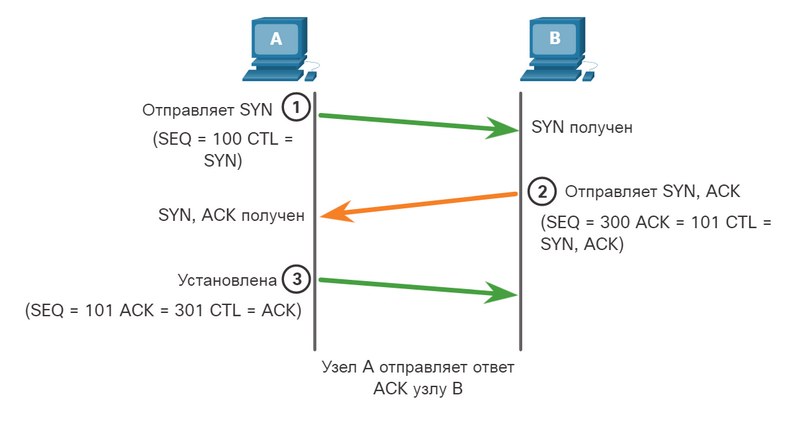 A
B
Отправляет SYN 1
(SEQ = 100 CTL =
SYN)
SYN получен
2 Отправляет SYN, ACK
(SEQ = 300 ACK = 101 CTL =
SYN, ACK)
SYN, ACK получен
Установлена 3
(SEQ = 101 ACK = 301 CTL = ACK)
Узел A отправляет ответ
ACK узлу B